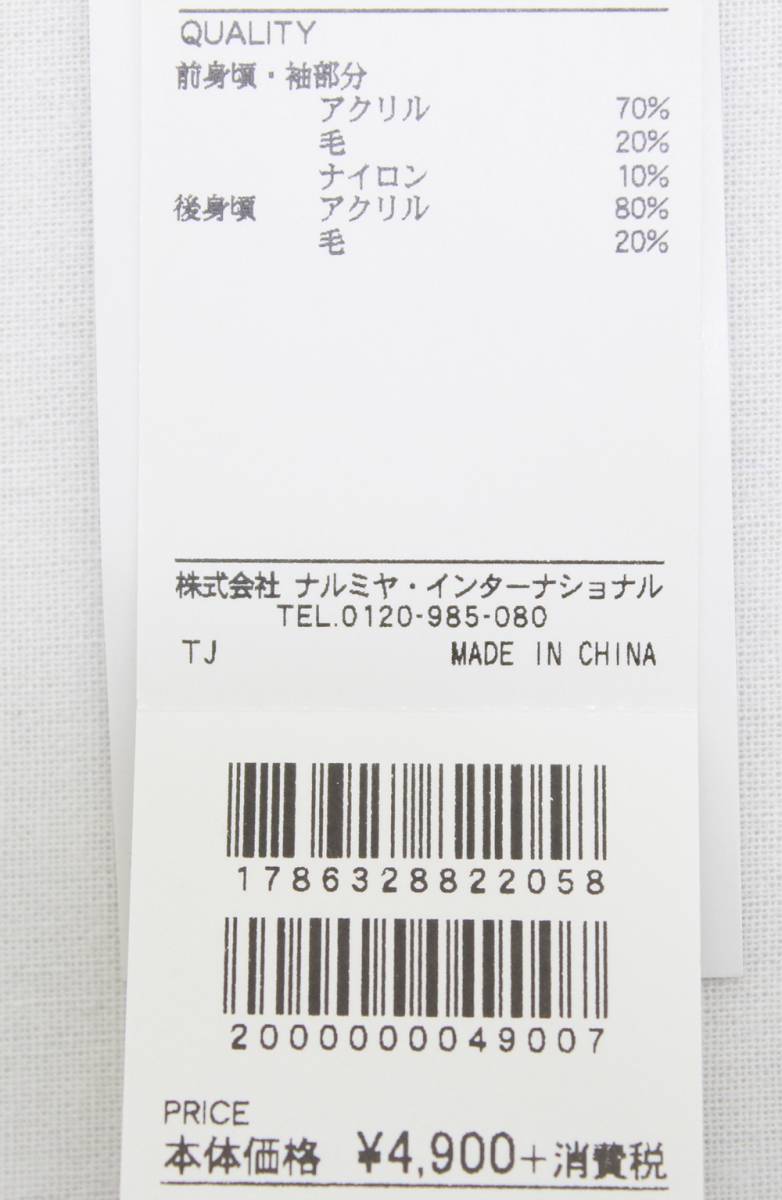 QUALITY
前身頃・袖部分
アクリル 70%
毛 20%
ナイロン 10%
後身頃 アクリル 80%
毛 20%
株式会社 ナルミヤ・インターナショナル
TEL.0120-985-080
TJ MADE IN CHINA
1786328822058
2000000049007
PRICE
本体価格 ¥4,900+消費税